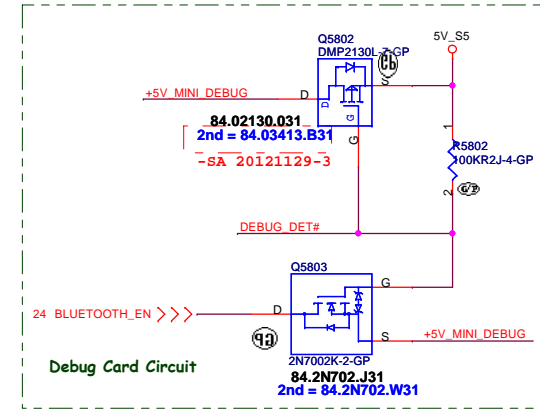 Q5802
DMP2130L-7-GP
5V_S5
+5V_MINI_DEBUG
D
S
D
G
G
84.02130.031
2nd = 84.03413.B31
-SA 20121129-3
1
R5802
100KR2J-4-GP
2
DEBUG_DET#
Q5803
G
24 BLUETOOTH_EN
D
S
+5V_MINI_DEBUG
2N7002K-2-GP
Debug Card Circuit
84.2N702.J31
2nd = 84.2N702.W31